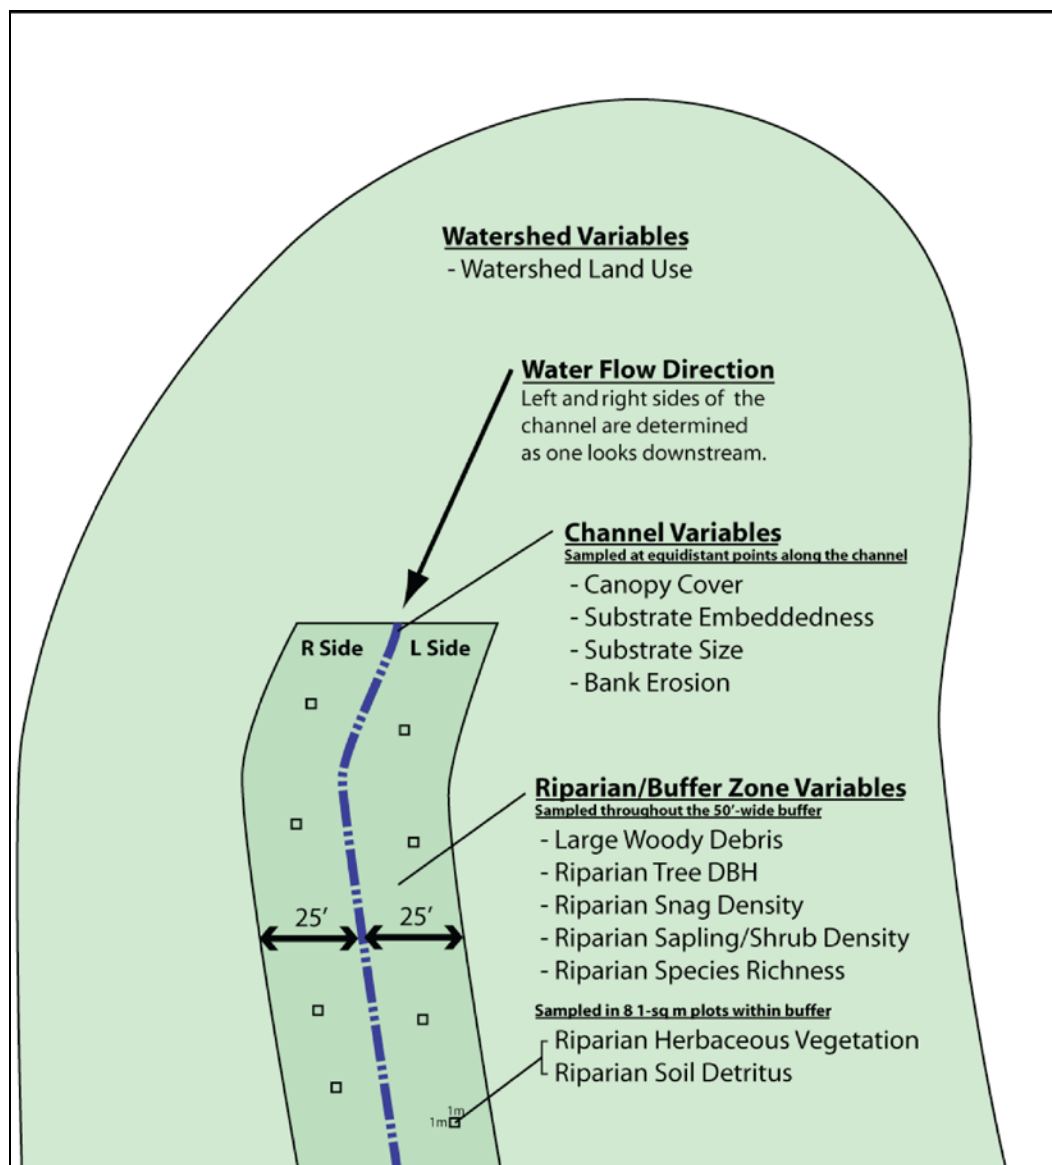 Watershed Variables
- Watershed Land Use
Water Flow Direction
Left and right sides of the
channel are determined
as one looks downstream.
Channel Variables
Sampled at equidistant points along the channel
- Canopy Cover
- Substrate Embeddedness
- Substrate Size
- Bank Erosion
R Side
L Side
Riparian/Buffer Zone Variables
Sampled throughout the 50'-wide buffer
- Large Woody Debris
- Riparian Tree DBH
- Riparian Snag Density
- Riparian Sapling/Shrub Density
- Riparian Species Richness
25'
25'
Sampled in 8 1-sq m plots within buffer
Riparian Herbaceous Vegetation
Riparian Soil Detritus
1m
1m